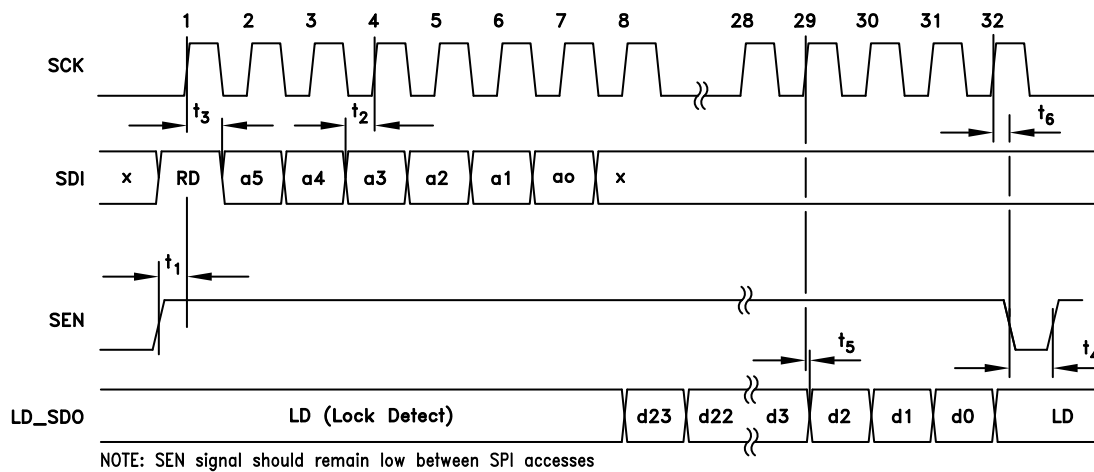 1 2 3 4 5 6 7 8 28 29 30 31 32
SCK
t3 t2 t6
SDI x RD a5 a4 a3 a2 a1 ao x
t1
SEN
t5 t4
LD_SDO LD (Lock Detect) d23 d22 d3 d2 d1 d0 LD
NOTE: SEN signal should remain low between SPI accesses